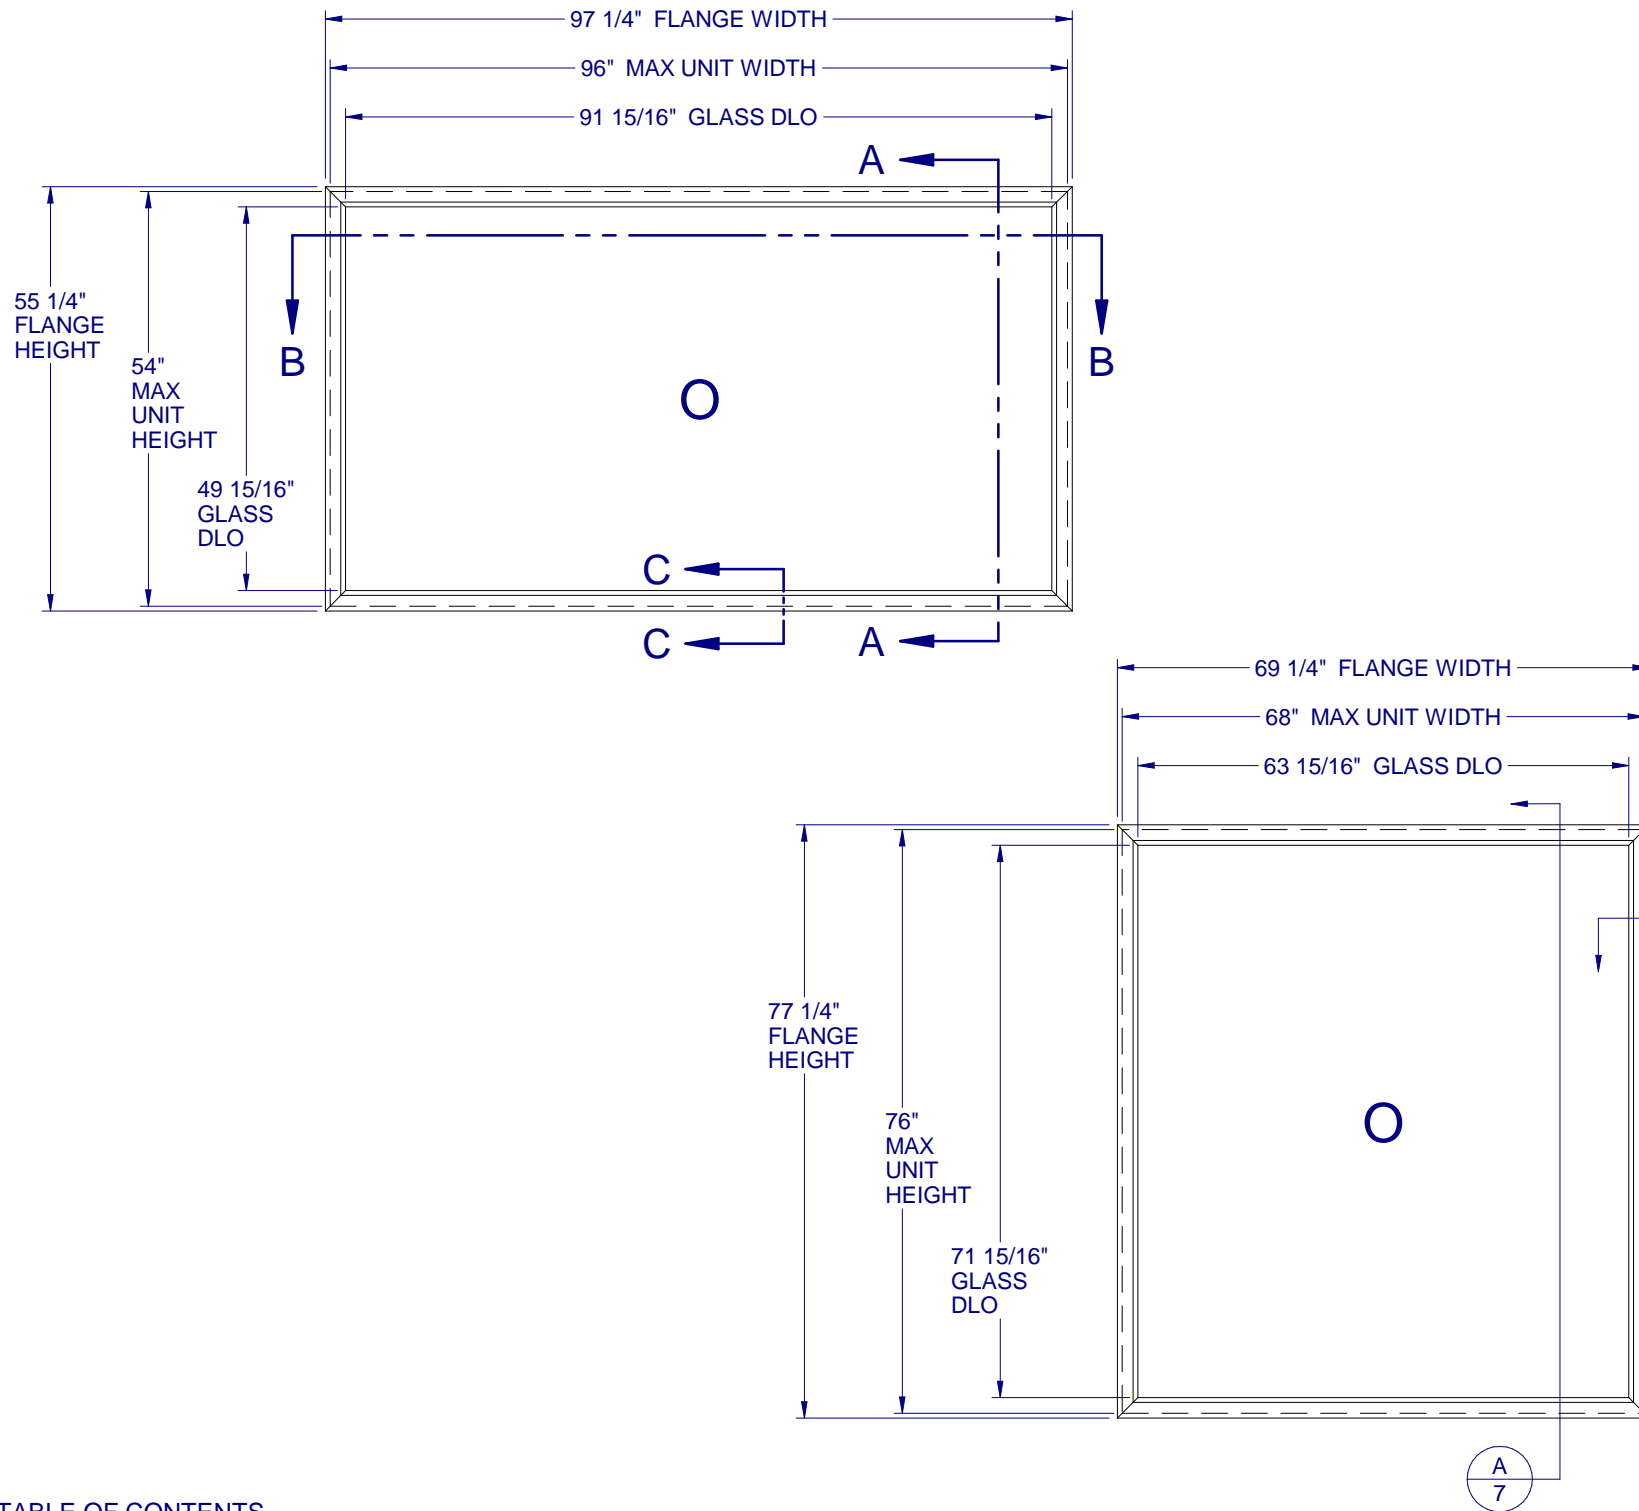 97 1/4" FLANGE WIDTH
96" MAX UNIT WIDTH
91 15/16" GLASS DLO
A
55 1/4"
FLANGE
HEIGHT
54"
MAX
UNIT
HEIGHT
49 15/16"
GLASS
DLO
B
B
O
C
C
A
69 1/4" FLANGE WIDTH
68" MAX UNIT WIDTH
63 15/16" GLASS DLO
77 1/4"
FLANGE
HEIGHT
76"
MAX
UNIT
HEIGHT
71 15/16"
GLASS
DLO
O
A
7
TABLE OF CONTENTS